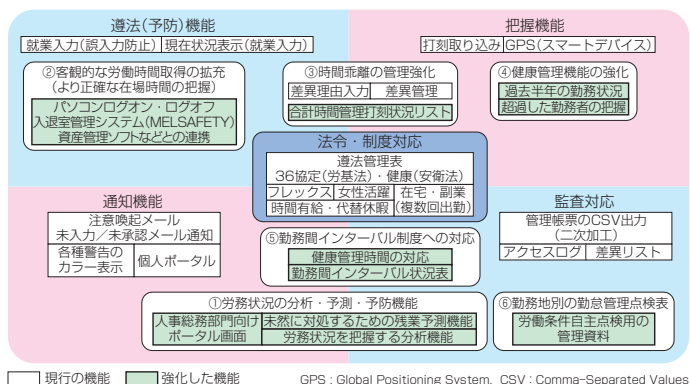 遵法(予防)機能
就業入力(誤入力防止) 現在状況表示(就業入力)
把握機能
打刻取り込み GPS(スマートデバイス)
②客観的な労働時間取得の拡充
(より正確な在場時間の把握)
パソコンログオン・ログオフ
入退室管理システム(MELSAFETY)
資産管理ソフトなどとの連携
③時間乖離の管理強化
差異理由入力 差異管理
合計時間管理打刻状況リスト
④健康管理機能の強化
過去半年の勤務状況
超過した勤務者の把握
法令・制度対応
遵法管理表
36協定(労基法)・健康(安衛法)
フレックス 女性活躍 在宅・副業
時間有給・代替休暇 (複数回出勤)
通知機能
注意喚起メール
未入力/未承認メール通知
各種警告の
カラー表示
個人ポータル
監査対応
管理帳票のCSV出力
(二次加工)
アクセスログ 差異リスト
⑤勤務間インターバル制度への対応
健康管理時間の対応
勤務間インターバル状況表
①労務状況の分析・予測・予防機能
人事総務部門向け
ポータル画面
未然に対処するための残業予測機能
労務状況を把握する分析機能
⑥勤務地別の勤怠管理点検表
労働条件自主点検用の
管理資料
現行の機能 強化した機能
GPS : Global Positioning System, CSV : Comma-Separated Values